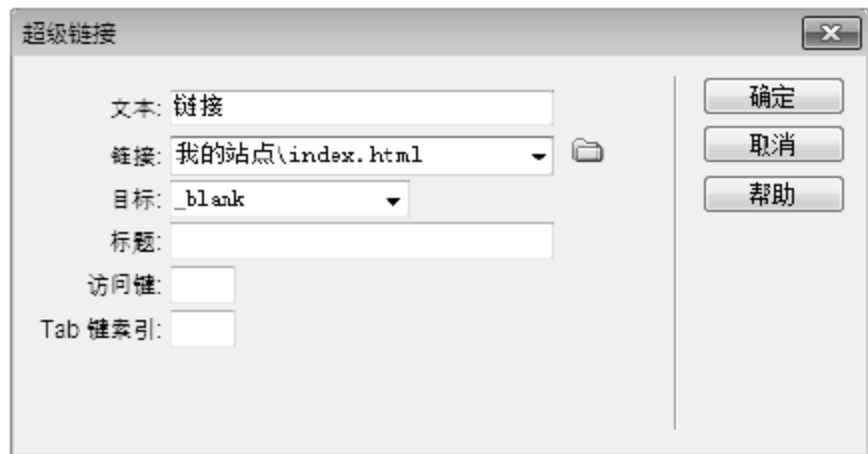 超级链接
文本: 链接
链接: 我的站点\index.html
目标: _blank
标题:
访问键:
Tab 键索引:
确定
取消
帮助